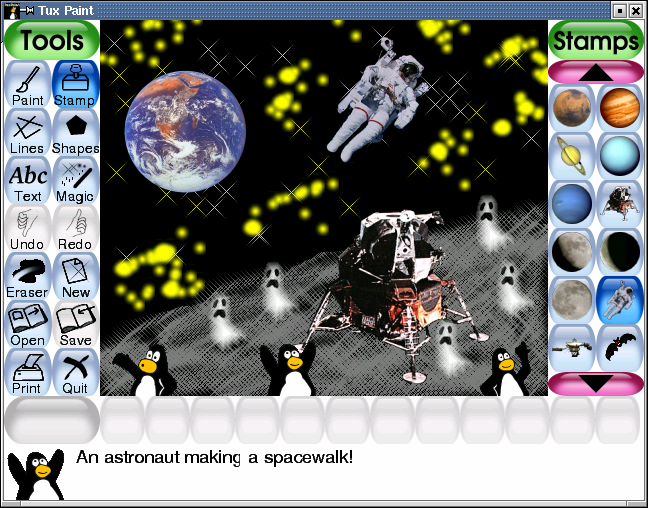 Tux Paint
Tools
Stamps
Paint
Stamp
Lines
Shapes
Abc
Text
Magic
Undo
Redo
Eraser
New
Open
Save
Print
Quit
An astronaut making a spacewalk!